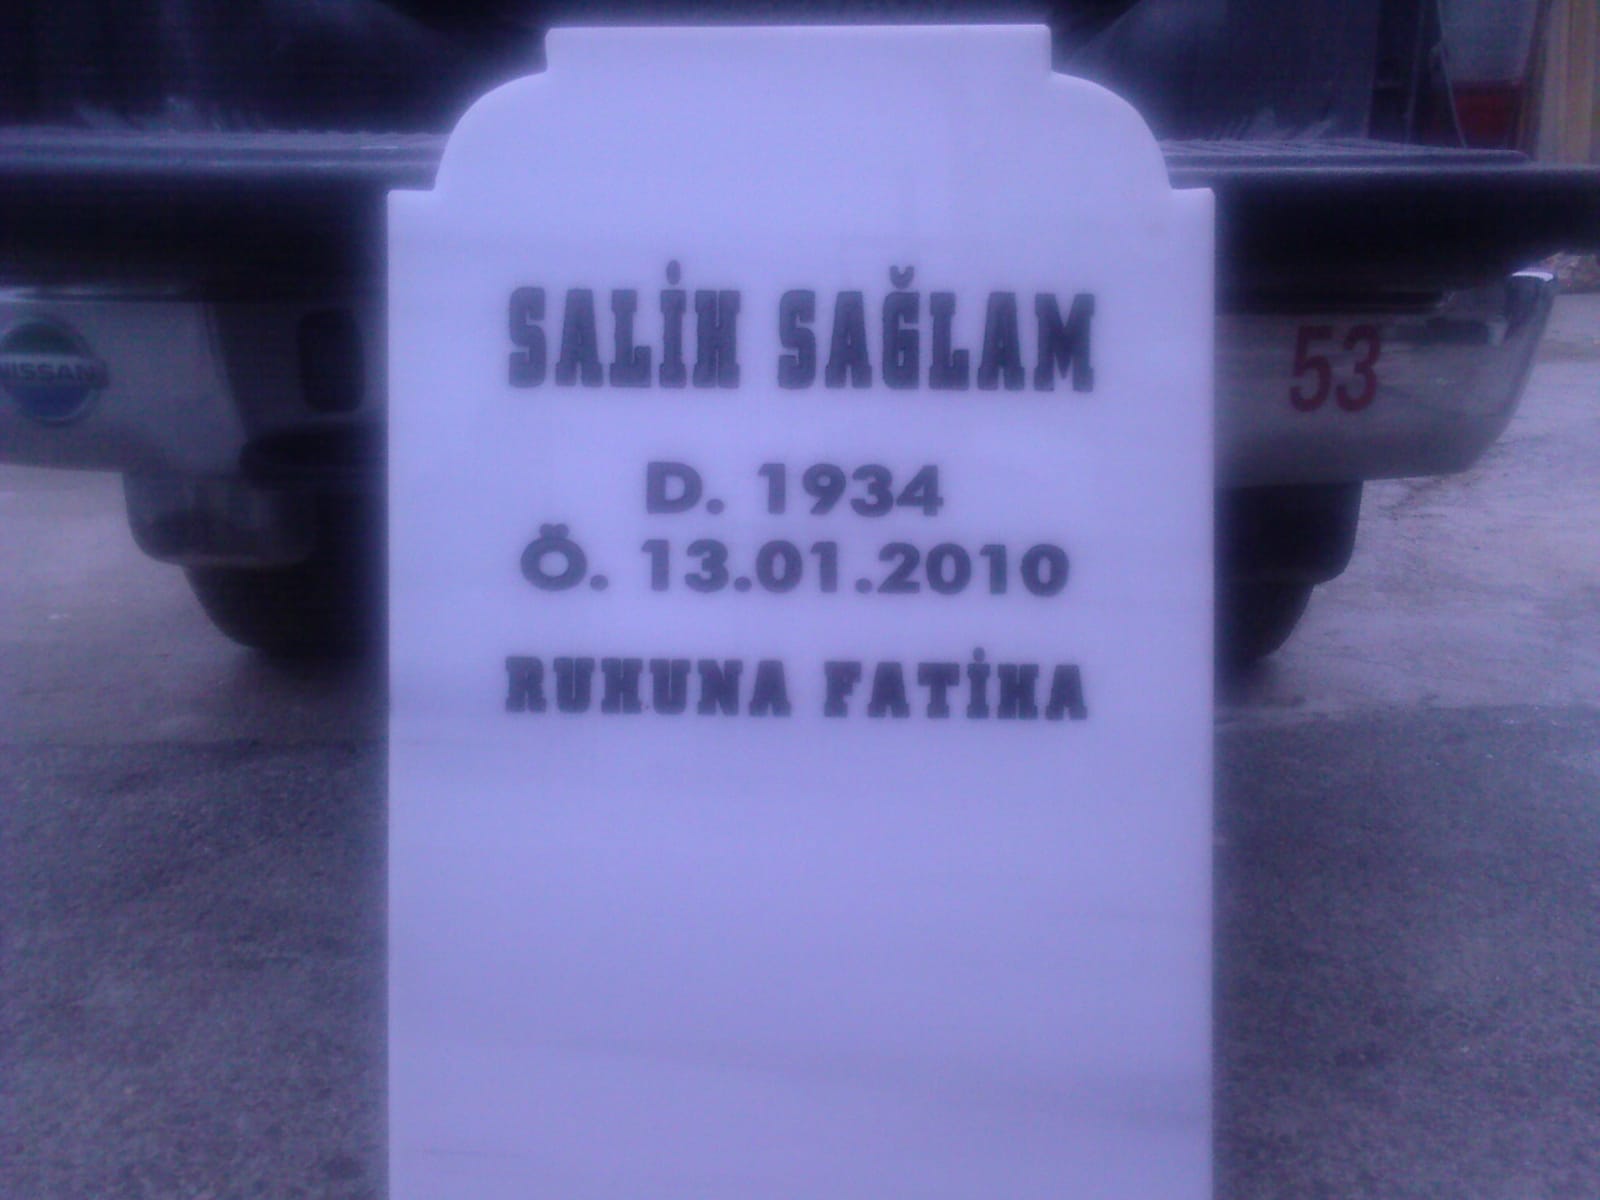 SALİH SAĞLAM
D. 1934
Ö. 13.01.2010
RUHUNA FATİHA
NISSAN
53